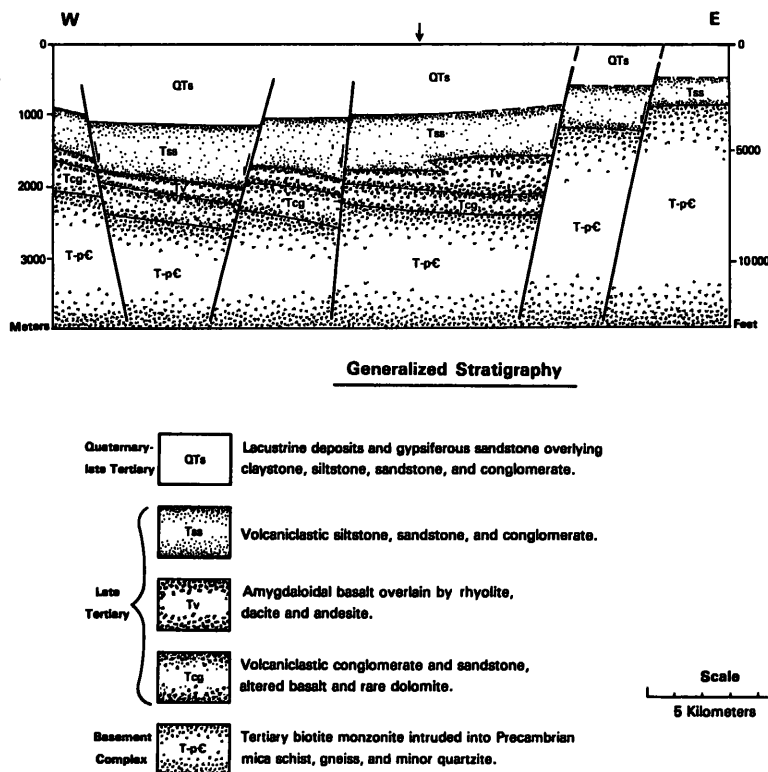 W
E
0
QTs
QTs
QTs
0
1000
Tss
Tss
Tss
5000
2000
Tcg
Tv
Tcg
Tv
Tcg
3000
T-p€
T-p€
T-p€
T-p€
T-p€
10000
Meters
Feet
Generalized Stratigraphy
Quaternary-
late Tertiary
QTs
Lacustrine deposits and gypsiferous sandstone overlying
claystone, siltstone, sandstone, and conglomerate.
Tss
Volcaniclastic siltstone, sandstone, and conglomerate.
Late
Tertiary
Tv
Amygdaloidal basalt overlain by rhyolite,
dacite and andesite.
Tcg
Volcaniclastic conglomerate and sandstone,
altered basalt and rare dolomite.
Scale
5 Kilometers
Basement
Complex
T-p€
Tertiary biotite monzonite intruded into Precambrian
mica schist, gneiss, and minor quartzite.